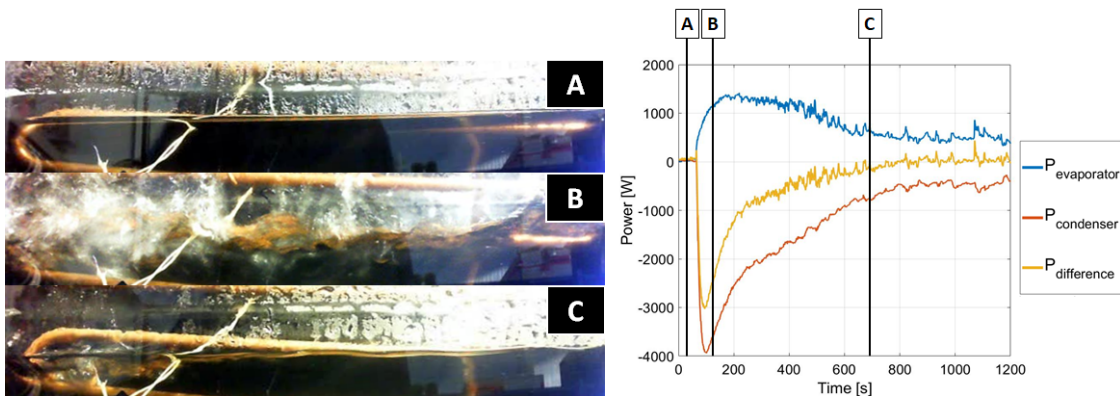 A
B
C
A
B
C
2000
1000
0
-1000
-2000
-3000
-4000
Power [W]
0
200
400
600
800
1000
1200
Time [s]
Pevaporator
Pcondenser
Pdifference